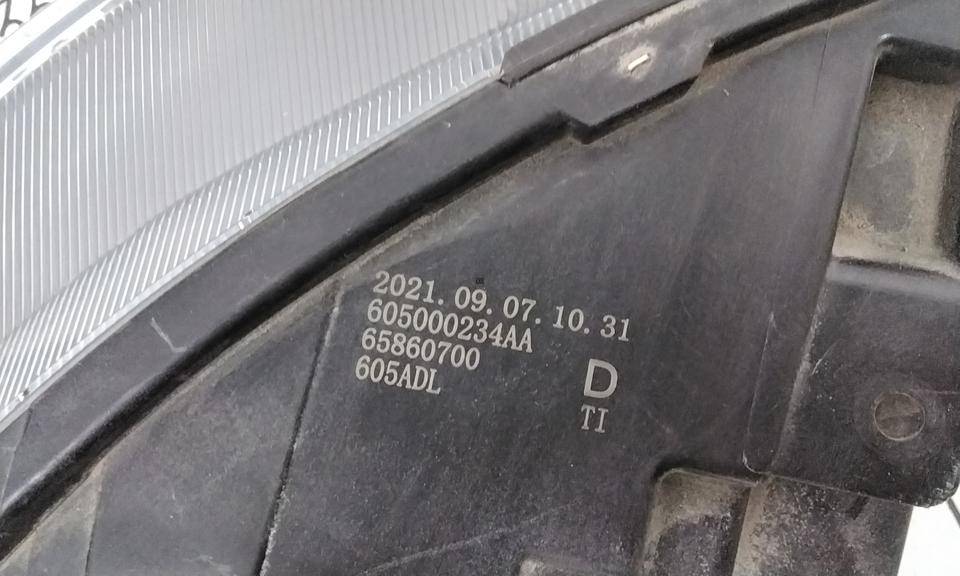 2021. 09. 07. 10. 31
605000234AA
65860700
605ADL
D
TI